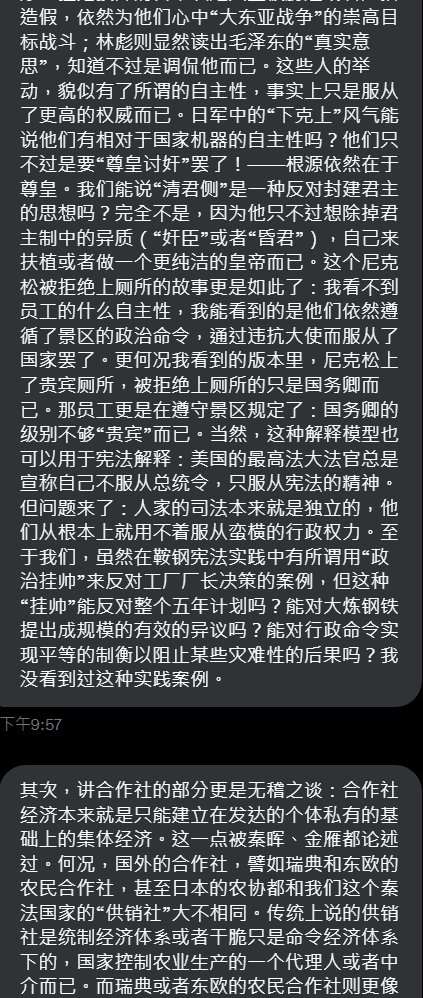 造假，依然为他们心中“大东亚战争”的崇高目
标战斗；林彪则显然读出毛泽东的“真实意
思”，知道不过是调侃他而已。这些人的举
动，貌似有了所谓的自主性，事实上只是服从
了更高的权威而已。日军中的“下克上”风气能
说他们有相对于国家机器的自主性吗？他们只
不过是要“尊皇讨奸”罢了！——根源依然在于
尊皇。我们能说“清君侧”是一种反对封建君主
的思想吗？完全不是，因为他只不过想除掉君
主制中的异质（“奸臣”或者“昏君”），自己来
扶植或者做一个更纯洁的皇帝而已。这个尼克
松被拒绝上厕所的故事更是如此了：我看不到
员工的什么自主性，我能看到的是他们依然遵
循了景区的政治命令，通过违抗大使而服从了
国家罢了。更何况我看到的版本里，尼克松上
了贵宾厕所，被拒绝上厕所的只是国务卿而
已。那员工更是在遵守景区规定了：国务卿的
级别不够“贵宾”而已。当然，这种解释模型也
可以用于宪法解释：美国的最高法大法官总是
宣称自己不服从总统令，只服从宪法的精神。
但问题来了：人家的司法本来就是独立的，他
们从根本上就用不着服从蛮横的行政权力。至
于我们，虽然在鞍钢宪法实践中有所谓用“政
治挂帅”来反对工厂厂长决策的案例，但这种
“挂帅”能反对整个五年计划吗？能对大炼钢铁
提出成规模的有效的异议吗？能对行政命令实
现平等的制衡以阻止某些灾难性的后果吗？我
没看到过这种实践案例。
下午9:57
其次，讲合作社的部分更是无稽之谈：合作社
经济本来就是只能建立在发达的个体私有的基
础上的集体经济。这一点被秦晖、金雁都论述
过。何况，国外的合作社，譬如瑞典和东欧的
农民合作社，甚至日本的农协都和我们这个秦
法国家的“供销社”大不相同。传统上说的供销
社是统制经济体系或者干脆只是命令经济体系
下的，国家控制农业生产的一个代理人或者中
介而已。而瑞典或者东欧的农民合作社则更像